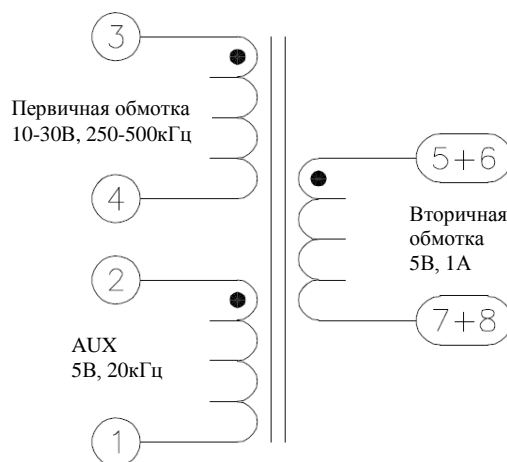 3
Первичная обмотка
10-30В, 250-500кГц
4
5+6
Вторичная
обмотка
5В, 1А
7+8
2
AUX
5В, 20кГц
1